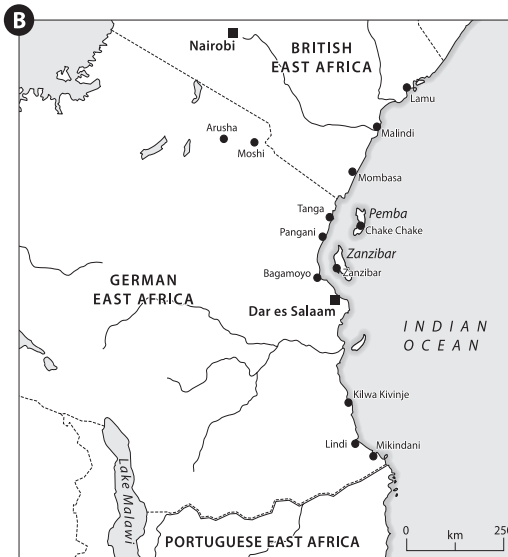 B
Nairobi
BRITISH
EAST AFRICA
Lamu
Malindi
Arusha
Moshi
Mombasa
Tanga
Pemba
Chake Chake
Pangani
Zanzibar
Bagamoyo
Zanzibar
GERMAN
EAST AFRICA
Dar es Salaam
INDIAN
OCEAN
Kilwa Kivinje
Lindi
Mikindani
Lake Malawi
PORTUGUESE EAST AFRICA
0 km 250